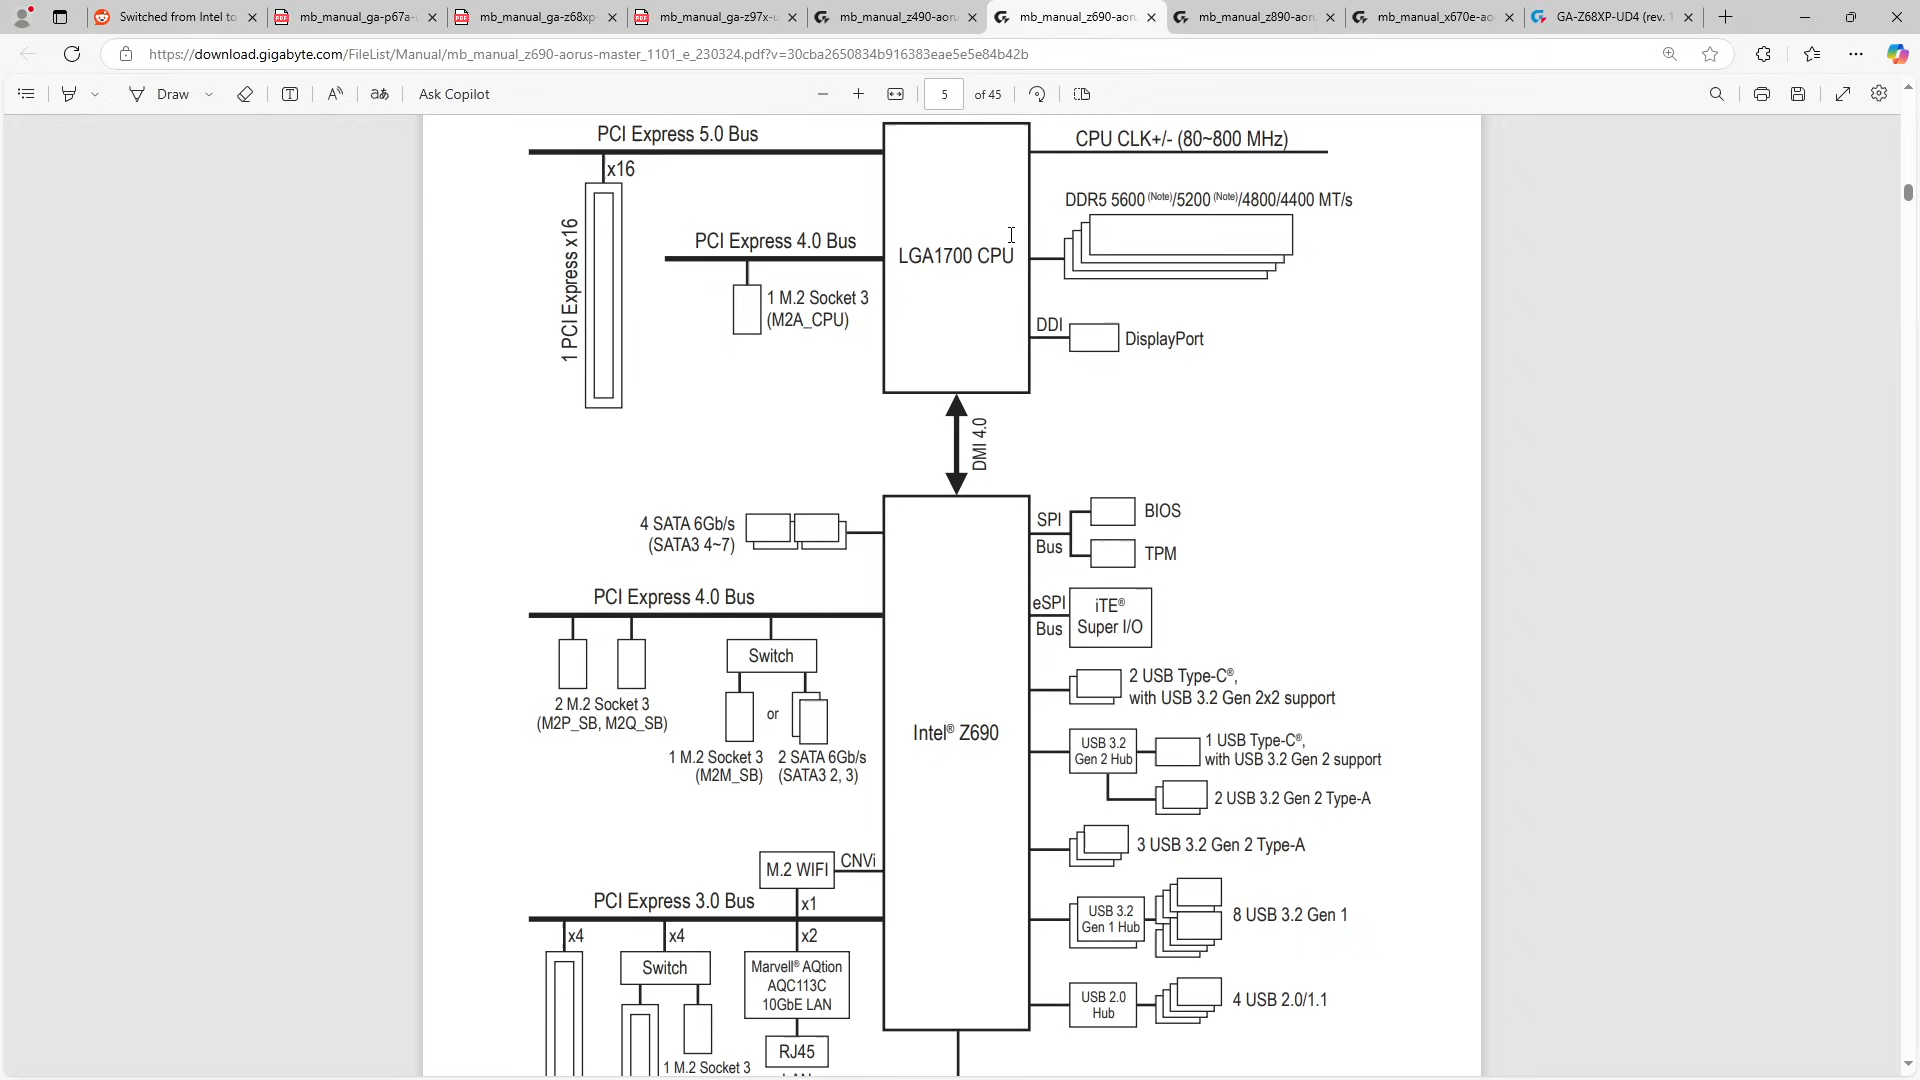 Switched from Intel to
mb_manual_ga-p67a-
mb_manual_ga-z68xp-
mb_manual_ga-z97x-u
mb_manual_z490-aoru
mb_manual_z690-aoru
mb_manual_z890-aoru
mb_manual_x670e-ao
GA-Z68XP-UD4 (rev. 1
https://download.gigabyte.com/FileList/Manual/mb_manual_z690-aorus-master_1101_e_230324.pdf?v=30cba2650834b916383eae5e5e84b42b
Draw
Ask Copilot
5 of 45
PCI Express 5.0 Bus
CPU CLK+/- (80~800 MHz)
x16
DDR5 5600 (Note)/5200 (Note)/4800/4400 MT/s
1 PCI Express x16
PCI Express 4.0 Bus
LGA1700 CPU
1 M.2 Socket 3
(M2A_CPU)
DDI
DisplayPort
DMI 4.0
4 SATA 6Gb/s
(SATA3 4~7)
SPI
Bus
BIOS
TPM
PCI Express 4.0 Bus
eSPI
Bus
iTE®
Super I/O
Switch
2 M.2 Socket 3
(M2P_SB, M2Q_SB)
or
1 M.2 Socket 3
(M2M_SB)
2 SATA 6Gb/s
(SATA3 2, 3)
2 USB Type-C®,
with USB 3.2 Gen 2x2 support
Intel® Z690
USB 3.2
Gen 2 Hub
1 USB Type-C®,
with USB 3.2 Gen 2 support
2 USB 3.2 Gen 2 Type-A
3 USB 3.2 Gen 2 Type-A
M.2 WIFI
CNVi
x1
PCI Express 3.0 Bus
USB 3.2
Gen 1 Hub
8 USB 3.2 Gen 1
x4
x4
x2
Switch
Marvell® AQtion
AQC113C
10GbE LAN
USB 2.0
Hub
4 USB 2.0/1.1
RJ45
1 M.2 Socket 3